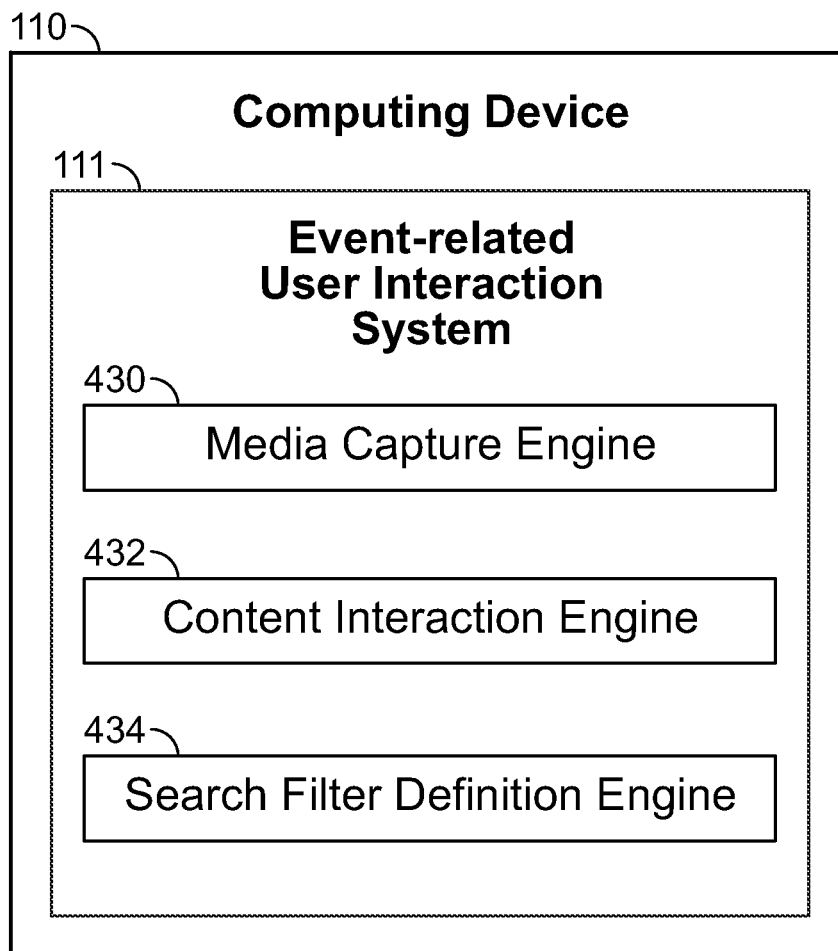 110
Computing Device
111
Event-related
User Interaction
System
430
Media Capture Engine
432
Content Interaction Engine
434
Search Filter Definition Engine